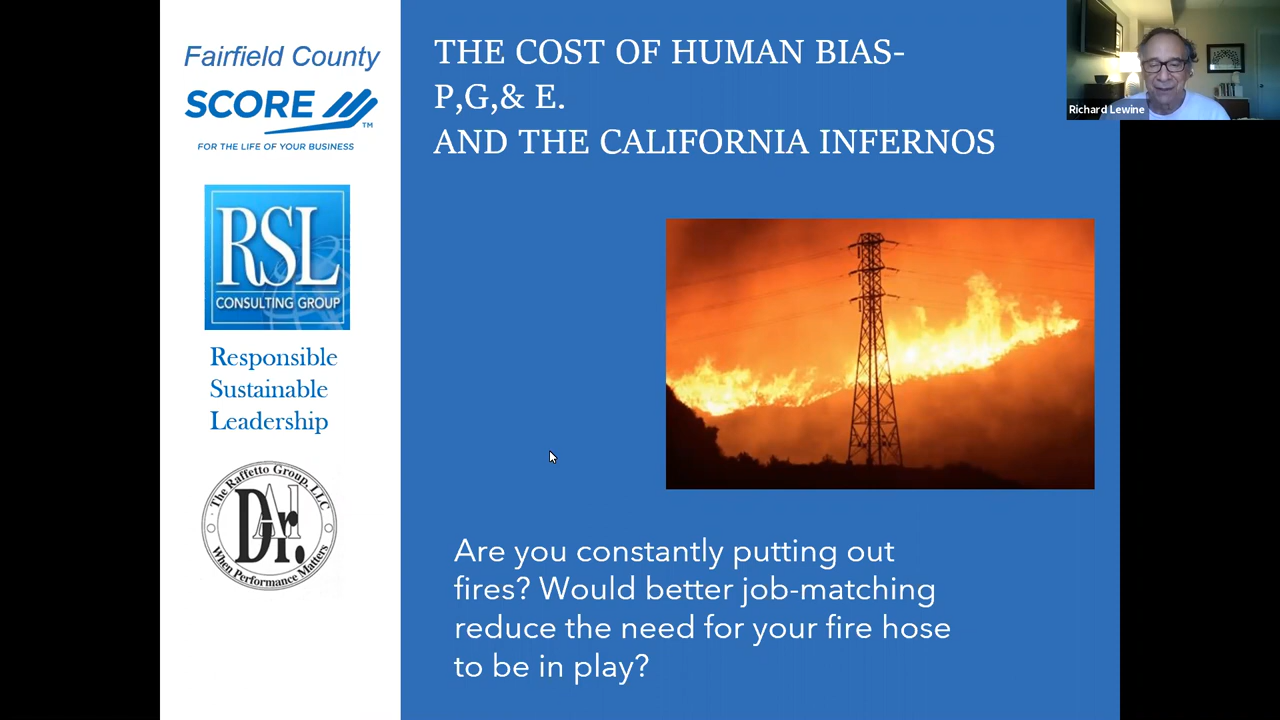 Fairfield County
SCORE
TM
FOR THE LIFE OF YOUR BUSINESS
RSL
CONSULTING GROUP
Responsible
Sustainable
Leadership
The Raffetto Group, LLC
Dr.
AI
When Performance Matters
THE COST OF HUMAN BIAS-
P,G,& E.
AND THE CALIFORNIA INFERNOS
Are you constantly putting out
fires? Would better job-matching
reduce the need for your fire hose
to be in play?
Richard Lewine